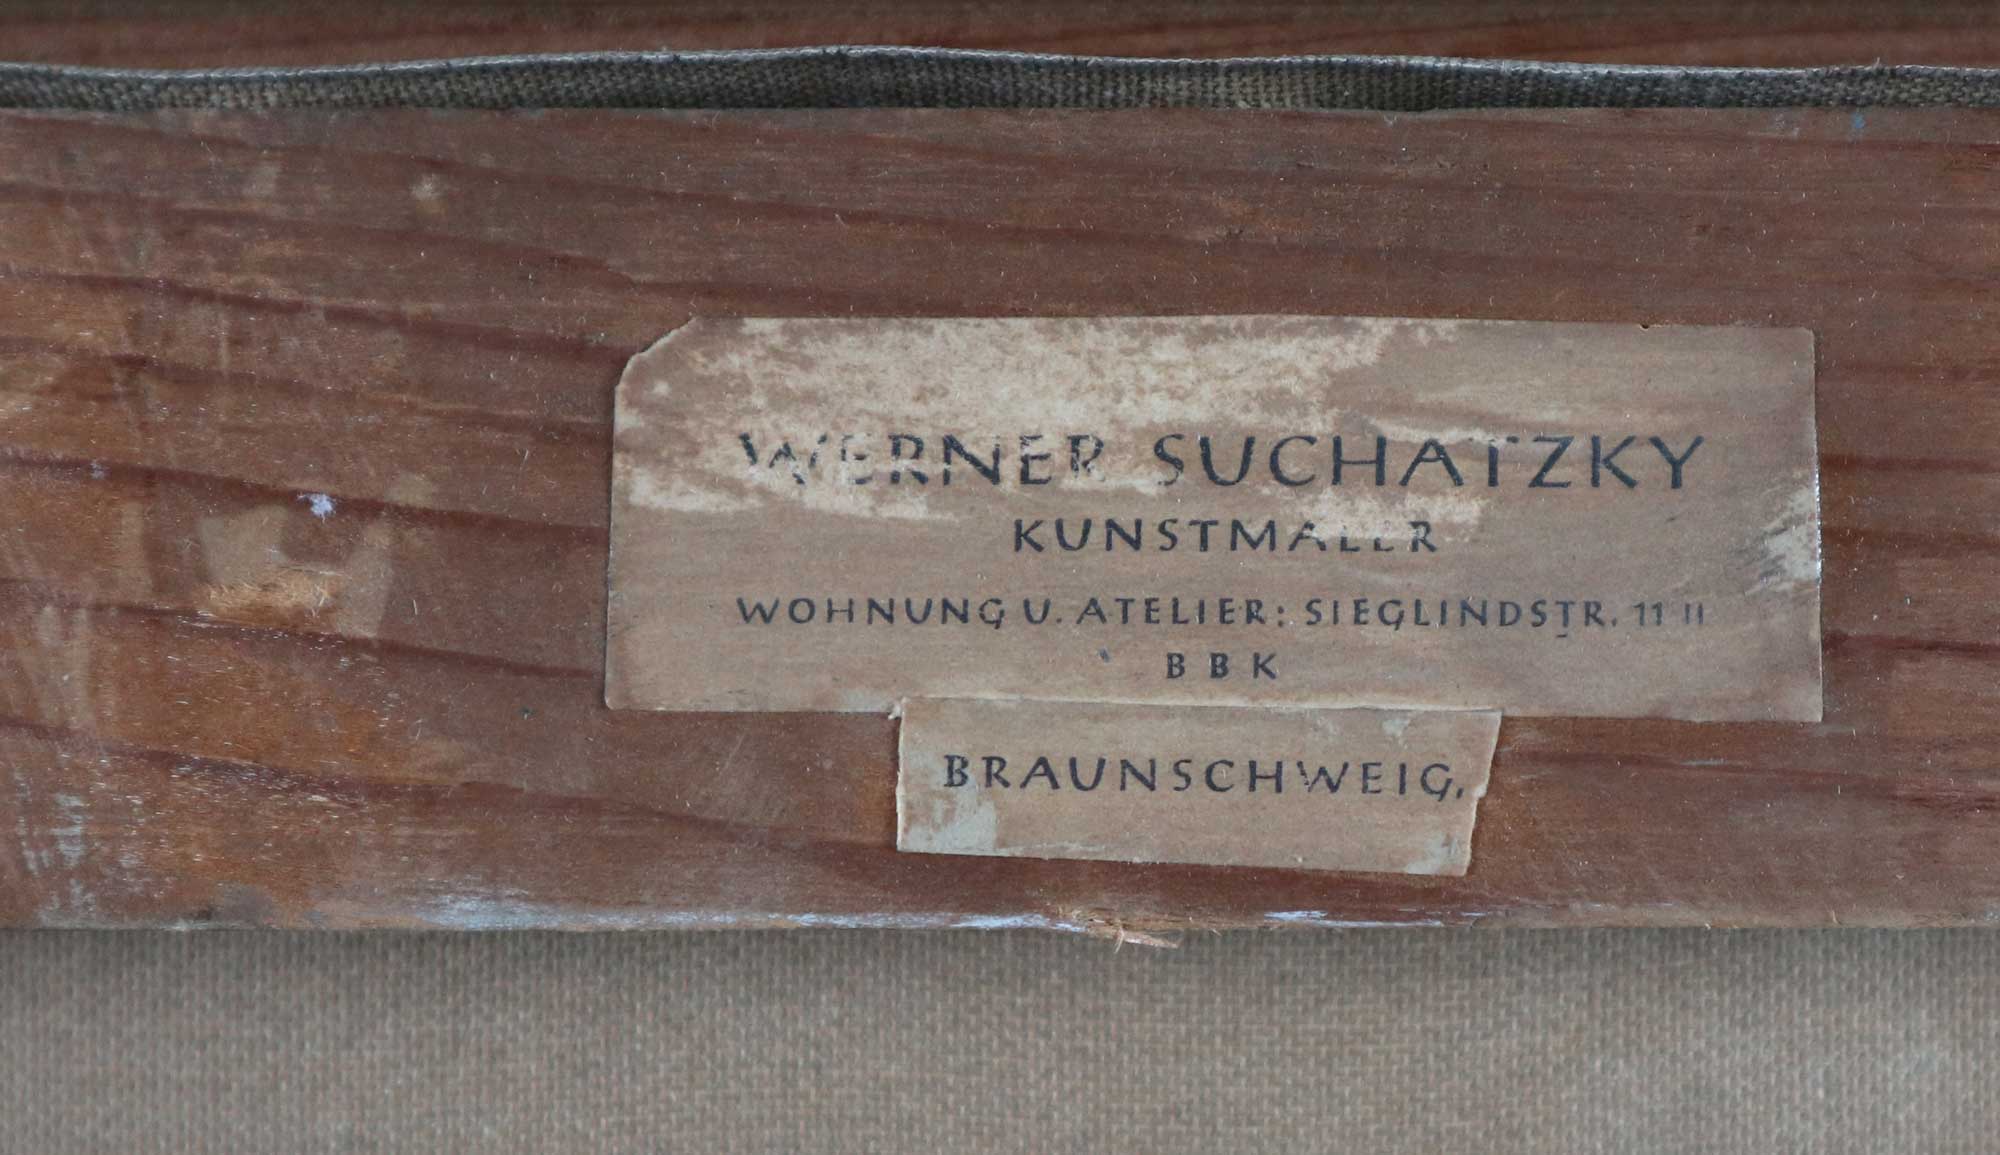 WERNER SUCHATZKY
KUNSTMALER
WOHNUNG U. ATELIER: SIEGLINDSTR. 11 II
BBK
BRAUNSCHWEIG,